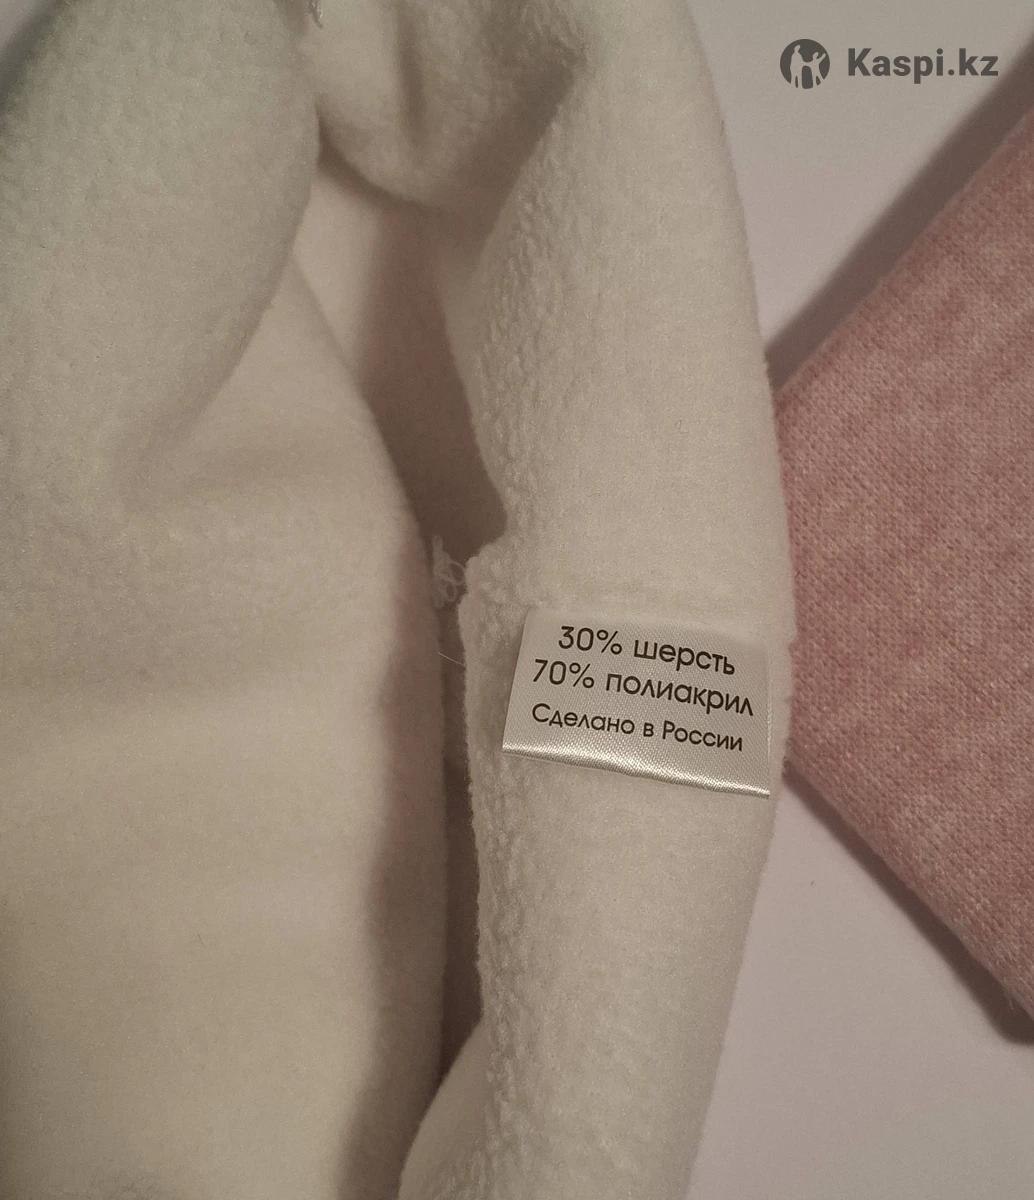 Kaspi.kz
30% шерсть
70% полиакрил
Сделано в России